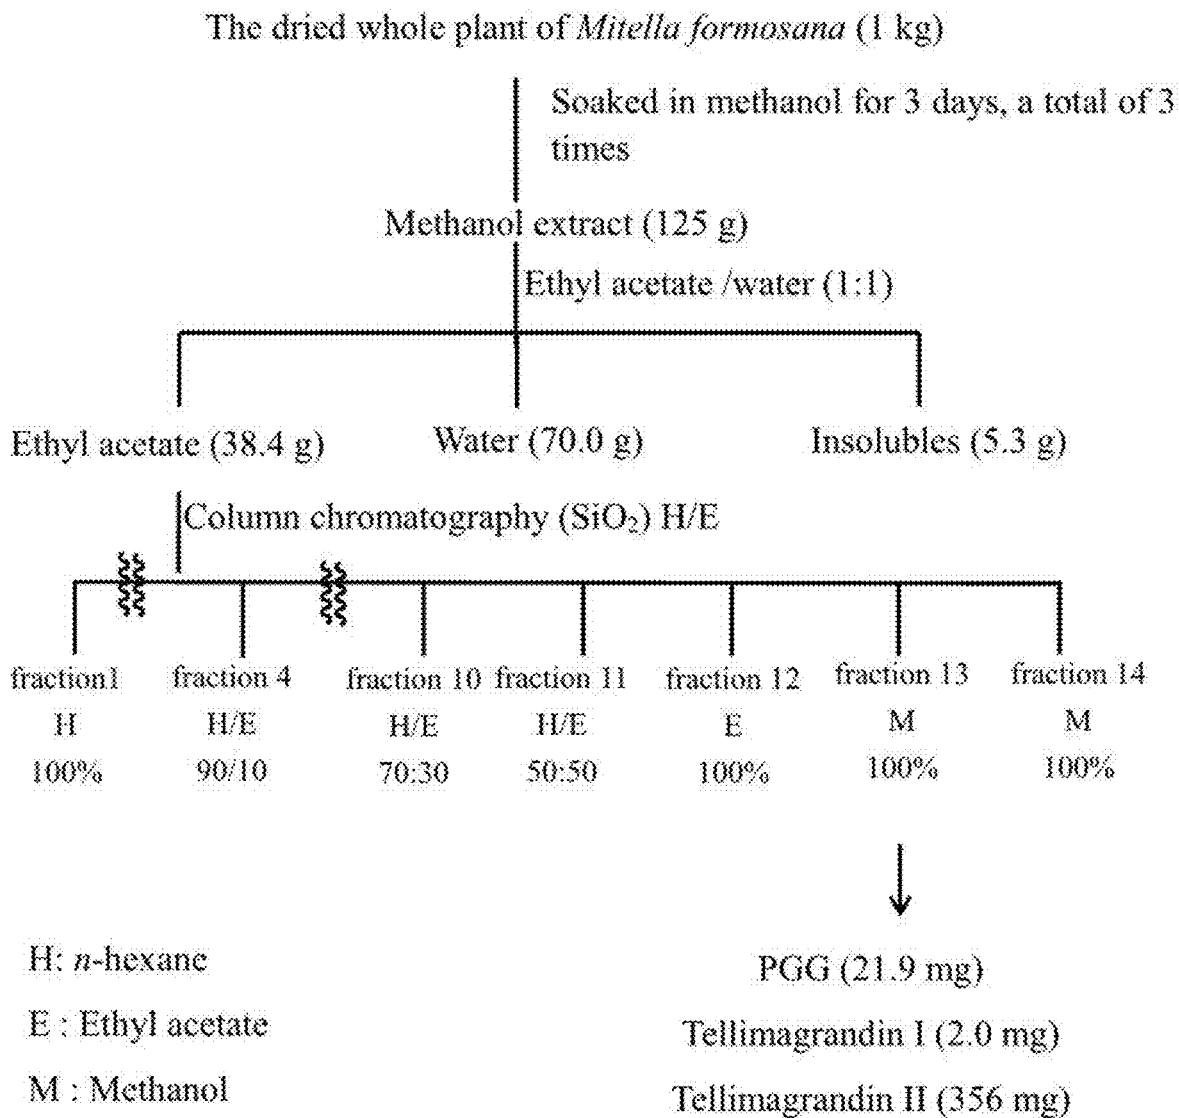 The dried whole plant of Mitella formosana (1 kg)
Soaked in methanol for 3 days, a total of 3
times
Methanol extract (125 g)
Ethyl acetate /water (1:1)
Ethyl acetate (38.4 g) Water (70.0 g) Insolubles (5.3 g)
Column chromatography (SiO₂) H/E
fraction1 fraction 4 fraction 10 fraction 11 fraction 12 fraction 13 fraction 14
H H/E H/E H/E E M M
100% 90/10 70:30 50:50 100% 100% 100%
H: n-hexane
E : Ethyl acetate
M : Methanol
PGG (21.9 mg)
Tellimagrandin I (2.0 mg)
Tellimagrandin II (356 mg)